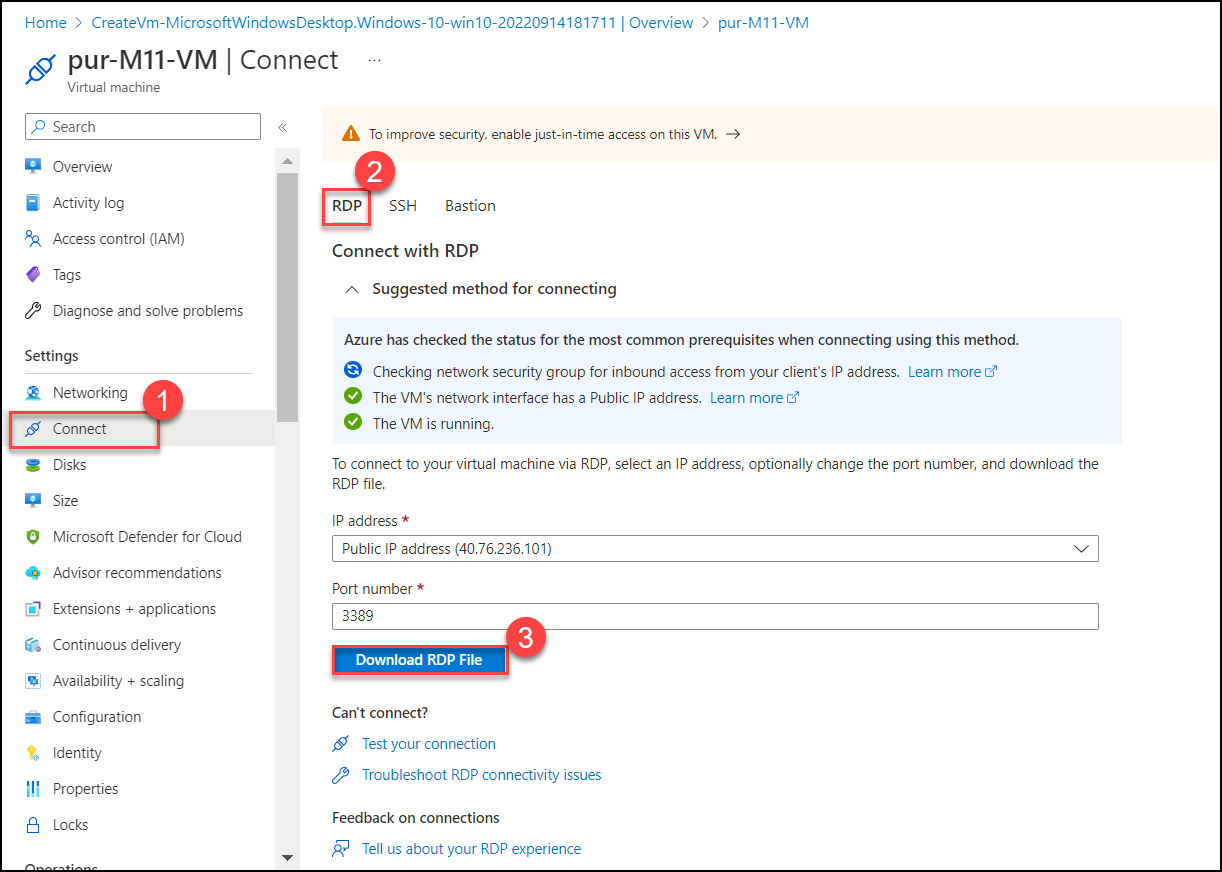 Home > CreateVm-MicrosoftWindowsDesktop.Windows-10-win10-20220914181711 | Overview > pur-M11-VM
pur-M11-VM | Connect ...
Virtual machine
Search
«
Overview
Activity log
Access control (IAM)
Tags
Diagnose and solve problems
Settings
Networking
1
Connect
Disks
Size
Microsoft Defender for Cloud
Advisor recommendations
Extensions + applications
Continuous delivery
Availability + scaling
Configuration
Identity
Properties
Locks
Operations
To improve security, enable just-in-time access on this VM. →
2
RDP SSH Bastion
Connect with RDP
Suggested method for connecting
Azure has checked the status for the most common prerequisites when connecting using this method.
Checking network security group for inbound access from your client's IP address. Learn more
The VM's network interface has a Public IP address. Learn more
The VM is running.
To connect to your virtual machine via RDP, select an IP address, optionally change the port number, and download the
RDP file.
IP address *
Public IP address (40.76.236.101)
Port number *
3389
3
Download RDP File
Can't connect?
Test your connection
Troubleshoot RDP connectivity issues
Feedback on connections
Tell us about your RDP experience